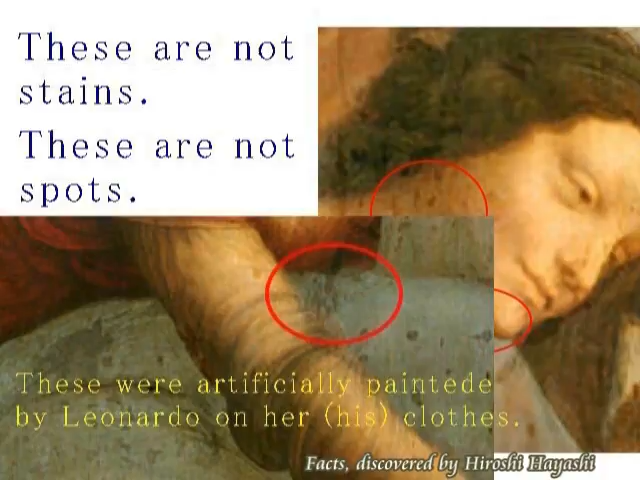 These are not
stains.
These are not
spots.
These were artificially paintede
by Leonardo on her (his) clothes.
Facts, discovered by Hiroshi Hayashi